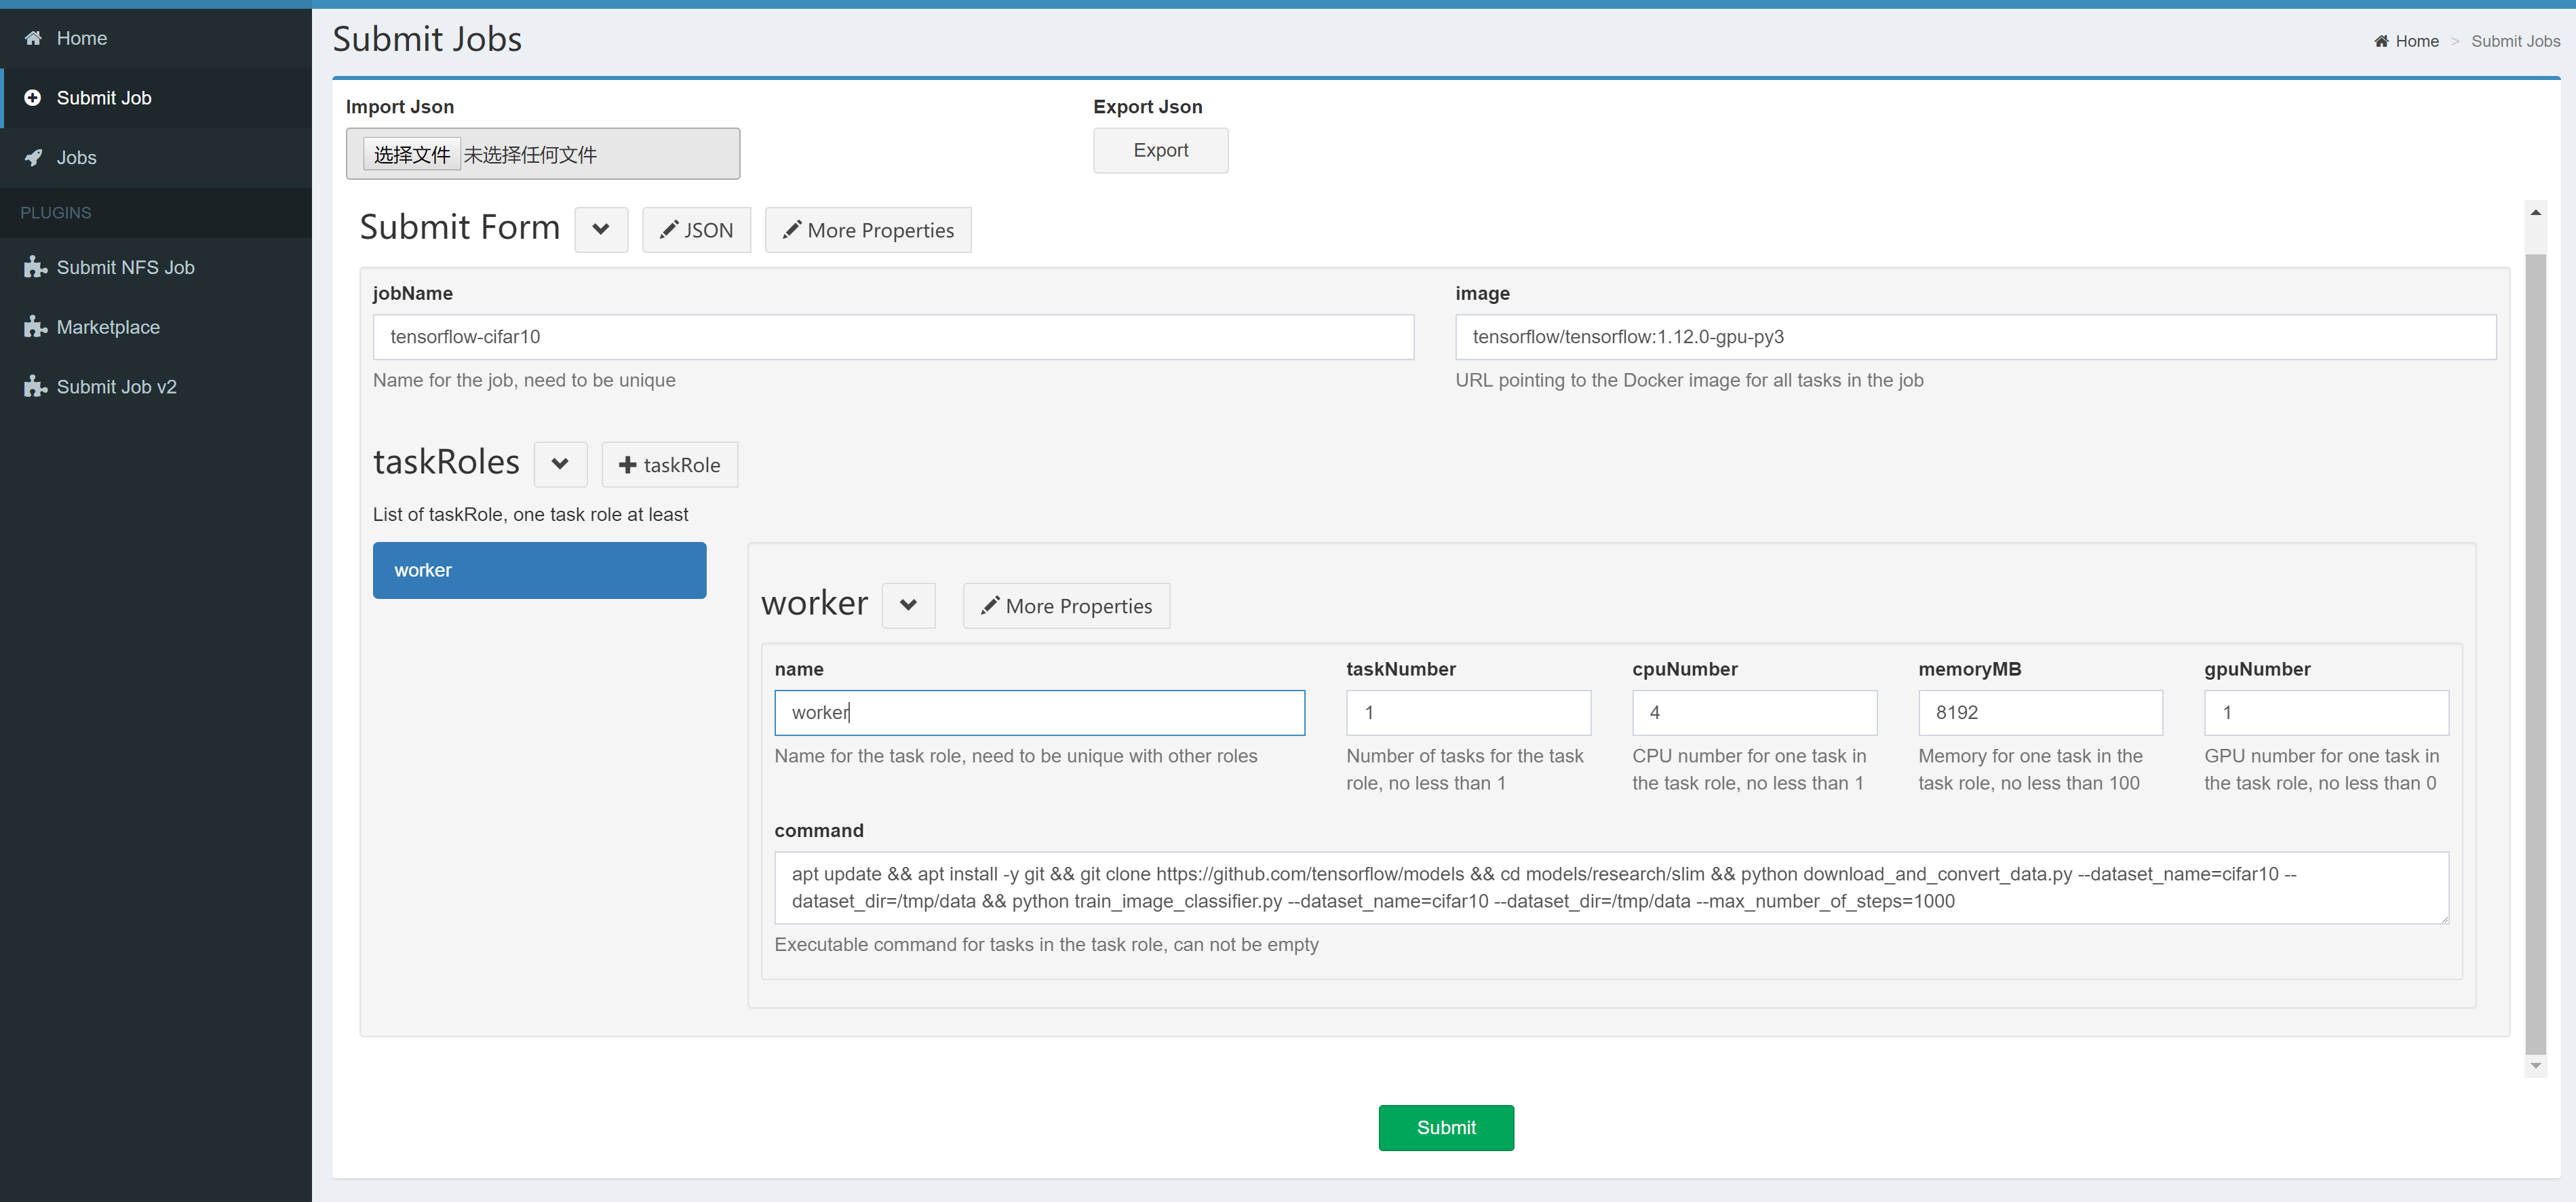 Home
Submit Job
Jobs
PLUGINS
Submit NFS Job
Marketplace
Submit Job v2
Submit Jobs
Home > Submit Jobs
Import Json
选择文件 未选择任何文件
Export Json
Export
Submit Form
JSON
More Properties
jobName
tensorflow-cifar10
Name for the job, need to be unique
image
tensorflow/tensorflow:1.12.0-gpu-py3
URL pointing to the Docker image for all tasks in the job
taskRoles
taskRole
List of taskRole, one task role at least
worker
worker
More Properties
name
worker
Name for the task role, need to be unique with other roles
taskNumber
1
Number of tasks for the task
role, no less than 1
cpuNumber
4
CPU number for one task in
the task role, no less than 1
memoryMB
8192
Memory for one task in the
task role, no less than 100
gpuNumber
1
GPU number for one task in
the task role, no less than 0
command
apt update && apt install -y git && git clone https://github.com/tensorflow/models && cd models/research/slim && python download_and_convert_data.py --dataset_name=cifar10 --
dataset_dir=/tmp/data && python train_image_classifier.py --dataset_name=cifar10 --dataset_dir=/tmp/data --max_number_of_steps=1000
Executable command for tasks in the task role, can not be empty
Submit